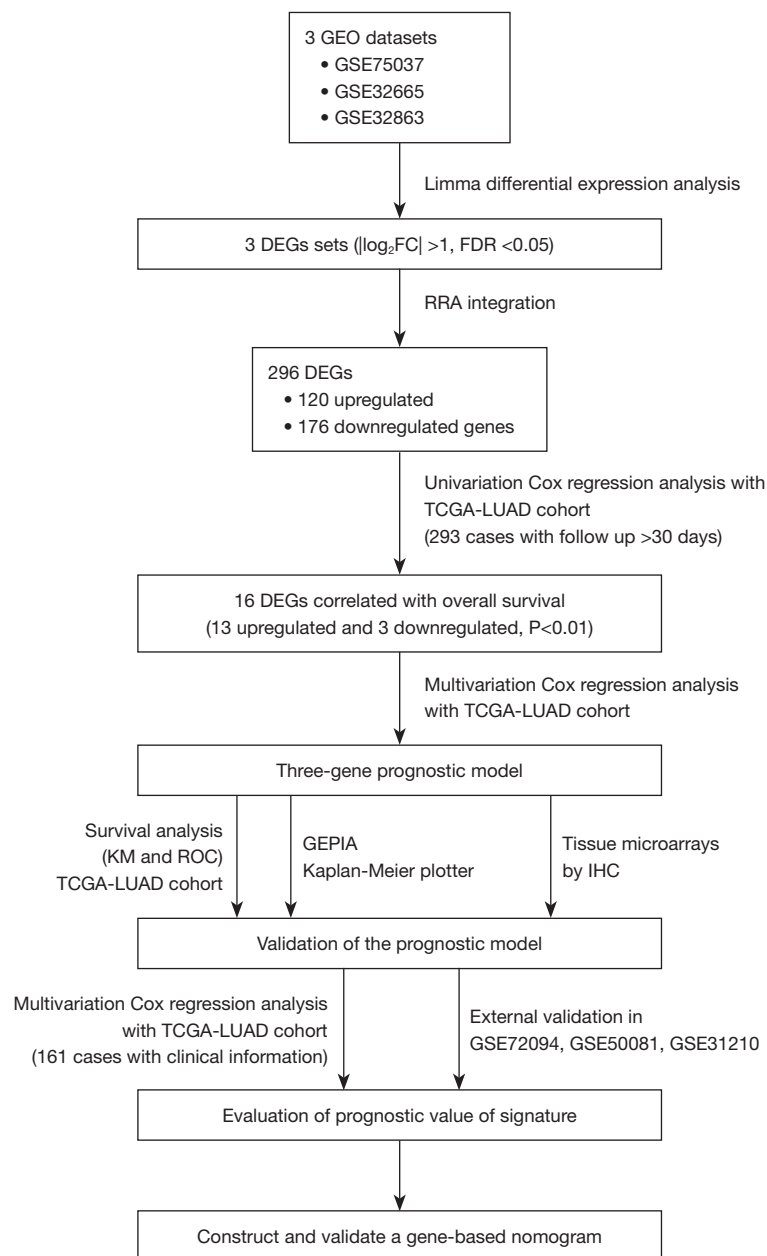 3 GEO datasets
• GSE75037
• GSE32665
• GSE32863
Limma differential expression analysis
3 DEGs sets (|log₂FC| >1, FDR <0.05)
RRA integration
296 DEGs
• 120 upregulated
• 176 downregulated genes
Univariation Cox regression analysis with
TCGA-LUAD cohort
(293 cases with follow up >30 days)
16 DEGs correlated with overall survival
(13 upregulated and 3 downregulated, P<0.01)
Multivariation Cox regression analysis
with TCGA-LUAD cohort
Three-gene prognostic model
Survival analysis
(KM and ROC)
TCGA-LUAD cohort
GEPIA
Kaplan-Meier plotter
Tissue microarrays
by IHC
Validation of the prognostic model
Multivariation Cox regression analysis
with TCGA-LUAD cohort
(161 cases with clinical information)
External validation in
GSE72094, GSE50081, GSE31210
Evaluation of prognostic value of signature
Construct and validate a gene-based nomogram